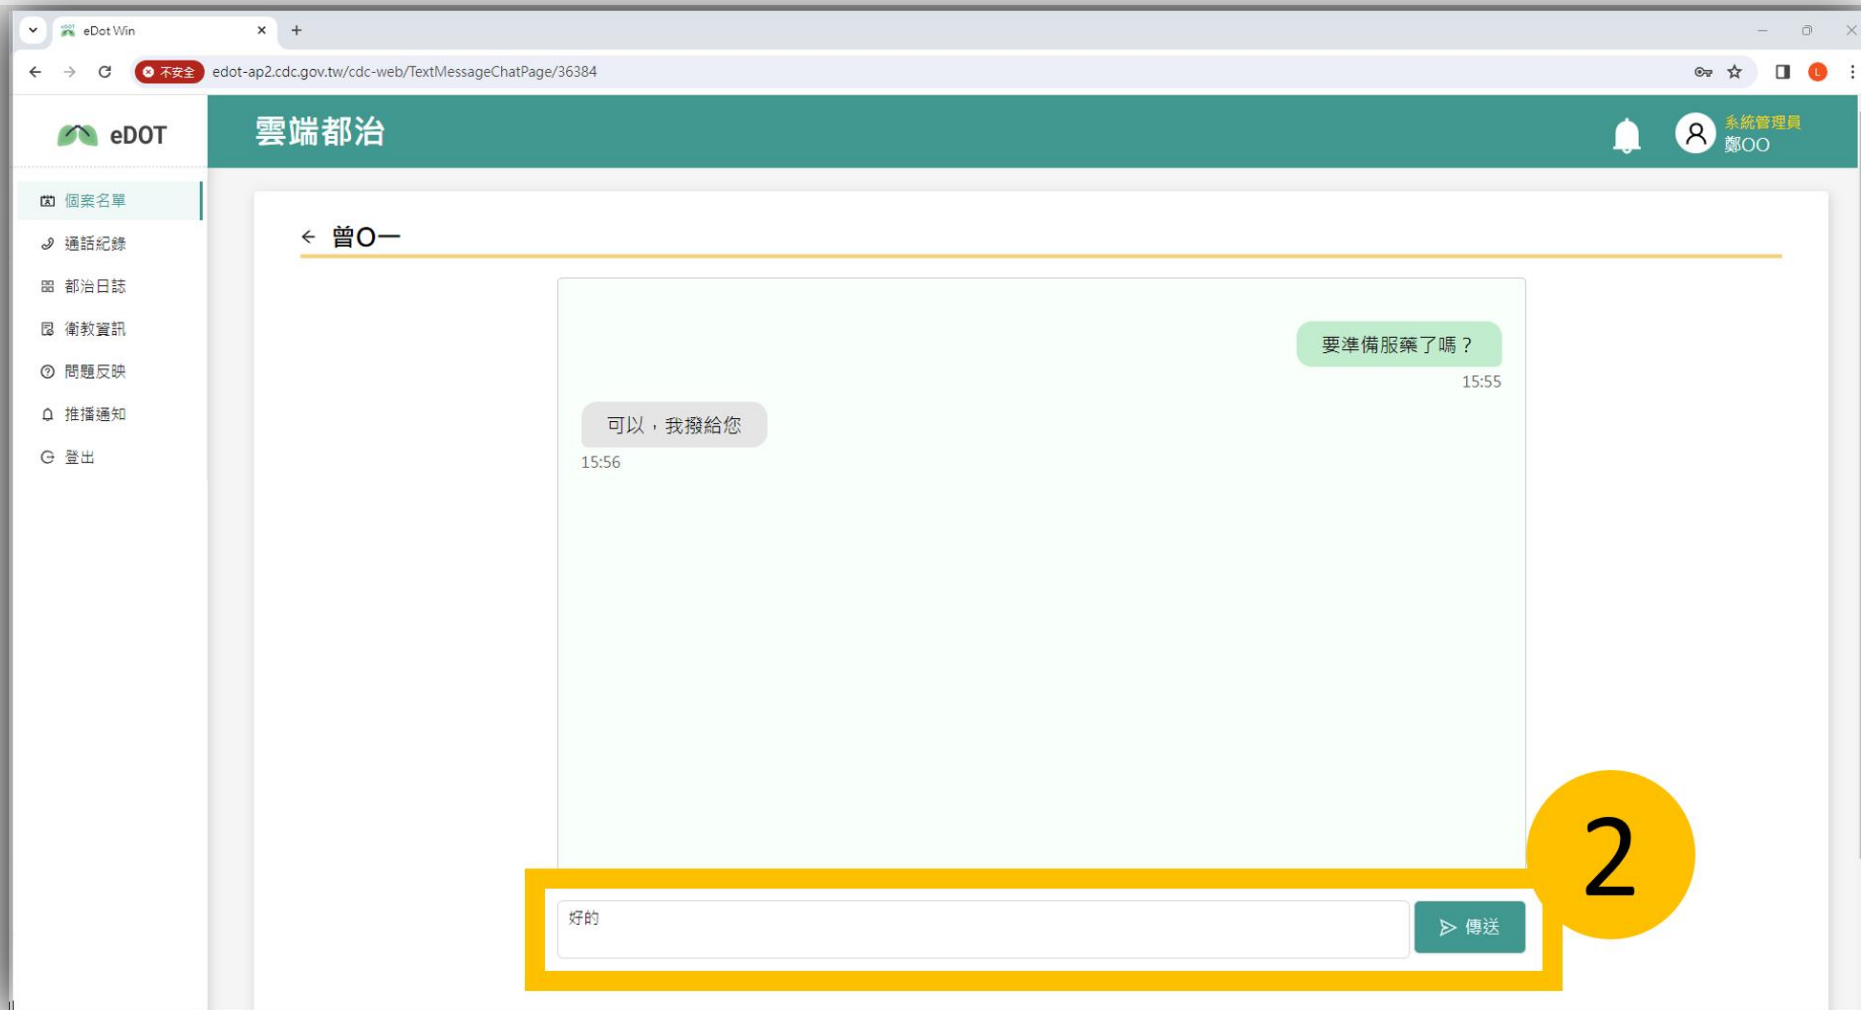 eDot Win
不安全 edot-ap2.cdc.gov.tw/cdc-web/TextMessageChatPage/36384
L
eDOT
雲端都治
系統管理員
鄭OO
個案名單
通話紀錄
都治日誌
衛教資訊
問題反映
推播通知
登出
← 曾O一
要準備服藥了嗎？
15:55
可以，我撥給您
15:56
2
好的
傳送